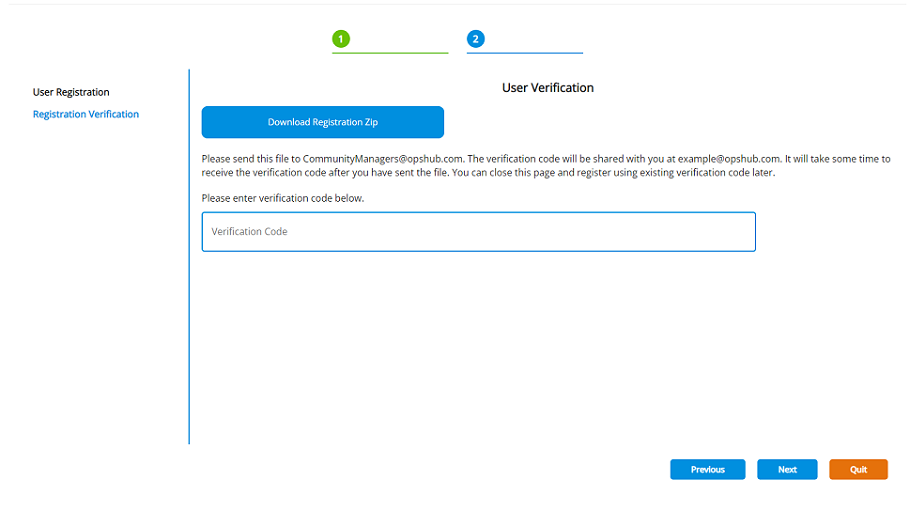 1
2
User Registration
Registration Verification
User Verification
Download Registration Zip
Please send this file to CommunityManagers@opshub.com. The verification code will be shared with you at example@opshub.com. It will take some time to
receive the verification code after you have sent the file. You can close this page and register using existing verification code later.
Please enter verification code below.
Verification Code
Previous
Next
Quit